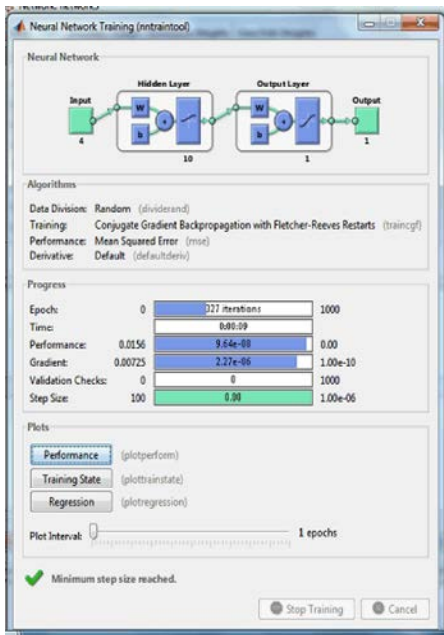 Neural Network Training (nntraintool)
Neural Network
Hidden Layer
Output Layer
Input
W
b
+
W
b
+
Output
4
10
1
1
Algorithms
Data Division: Random (dividerand)
Training: Conjugate Gradient Backpropagation with Fletcher-Reeves Restarts (traincgf)
Performance: Mean Squared Error (mse)
Derivative: Default (defaultderiv)
Progress
Epoch: 0 327 iterations 1000
Time: 0:00:09
Performance: 0.0156 9.64e-08 0.00
Gradient: 0.00725 2.27e-06 1.00e-10
Validation Checks: 0 0 1000
Step Size: 100 0.00 1.00e-06
Plots
Performance (plotperform)
Training State (plottrainstate)
Regression (plotregression)
Plot Interval: 1 epochs
Minimum step size reached.
Stop Training Cancel